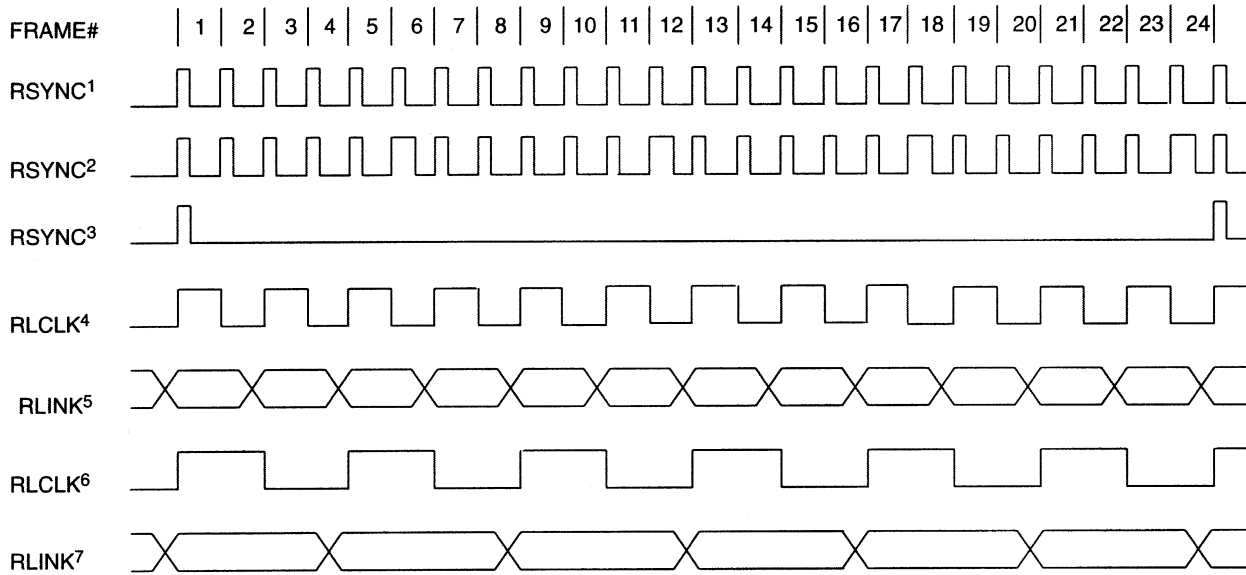 FRAME# 1 2 3 4 5 6 7 8 9 10 11 12 13 14 15 16 17 18 19 20 21 22 23 24
RSYNC1
RSYNC2
RSYNC3
RLCLK4
RLINK5
RLCLK6
RLINK7